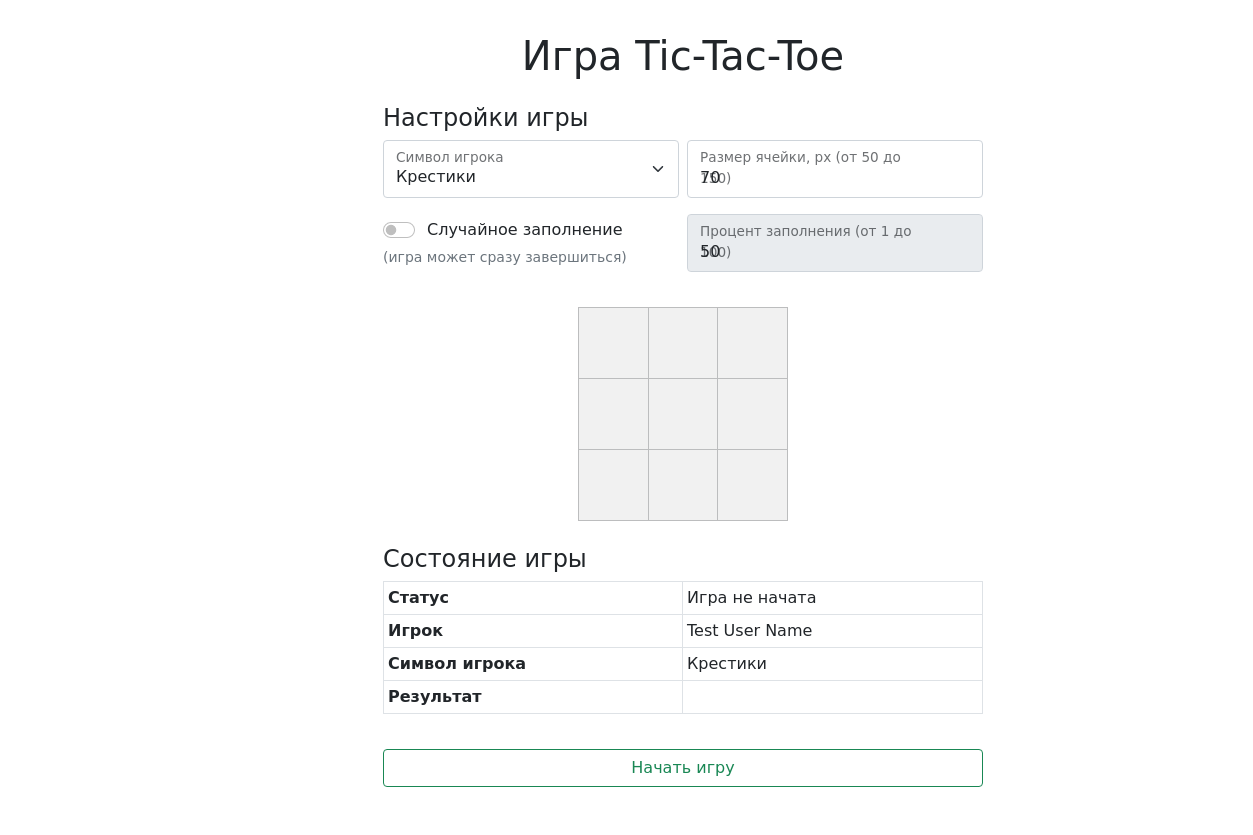 Игра Tic-Tac-Toe
Настройки игры
Символ игрока
Крестики
Размер ячейки, px (от 50 до
150)
70
Случайное заполнение
(игра может сразу завершиться)
Процент заполнения (от 1 до
100)
50
Состояние игры
Статус Игра не начата
Игрок Test User Name
Символ игрока Крестики
Результат
Начать игру